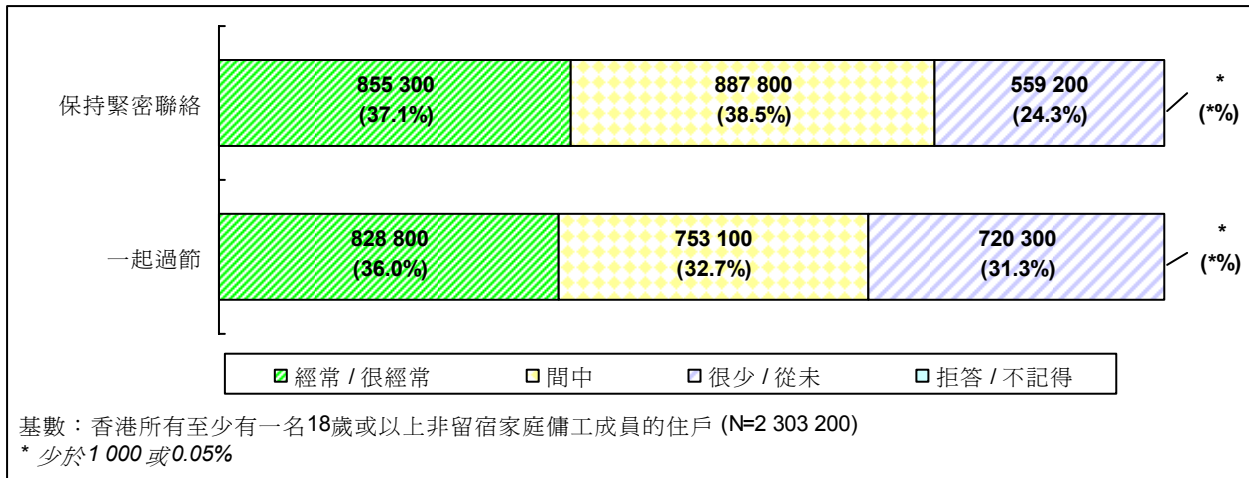 保持緊密聯絡
855 300 887 800 559 200 *
(37.1%) (38.5%) (24.3%) (*%)
一起過節
828 800 753 100 720 300 *
(36.0%) (32.7%) (31.3%) (*%)
經常 / 很經常 間中 很少 / 從未 拒答 / 不記得
基數：香港所有至少有一名18歲或以上非留宿家庭傭工成員的住戶 (N=2 303 200)
* 少於1 000 或0.05%